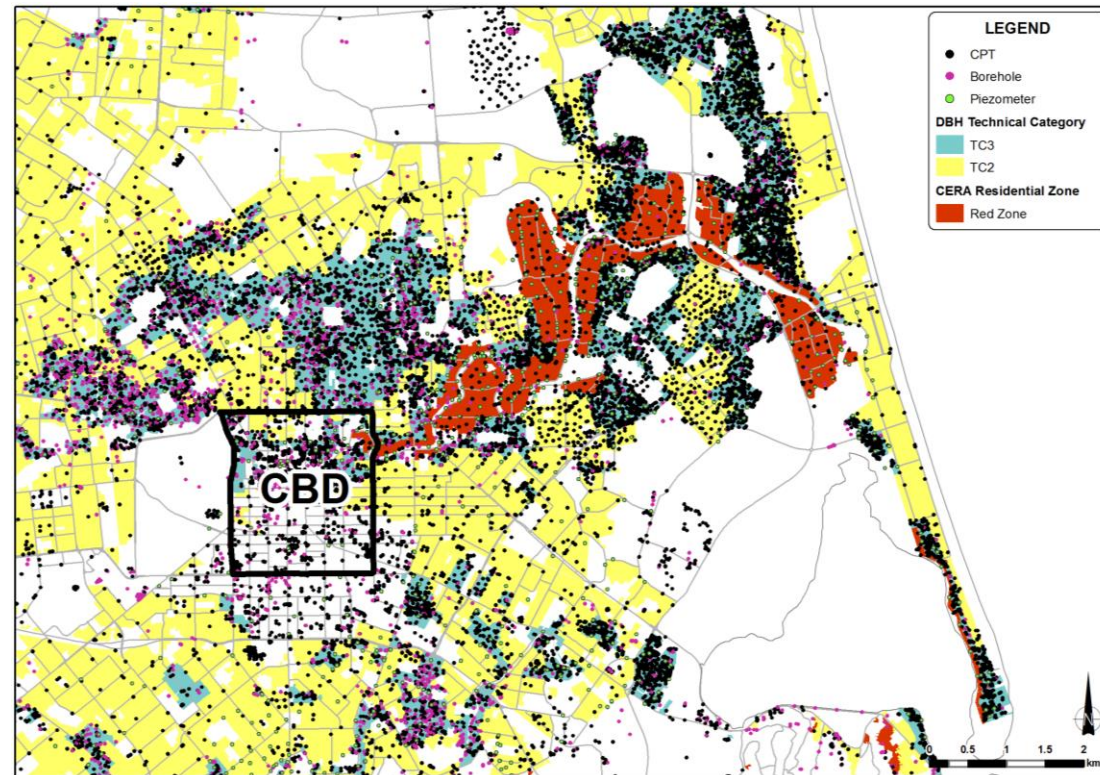 LEGEND
CPT
Borehole
Piezometer
DBH Technical Category
TC3
TC2
CERA Residential Zone
Red Zone
CBD
N
0 0.5 1 1.5 2
km